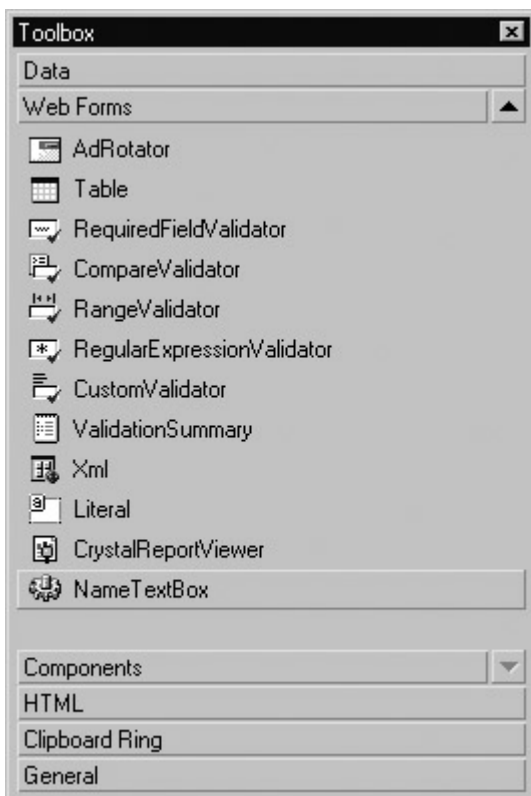 Toolbox
Data
Web Forms
AdRotator
Table
RequiredFieldValidator
CompareValidator
RangeValidator
RegularExpressionValidator
CustomValidator
ValidationSummary
Xml
Literal
CrystalReportViewer
NameTextBox
Components
HTML
Clipboard Ring
General